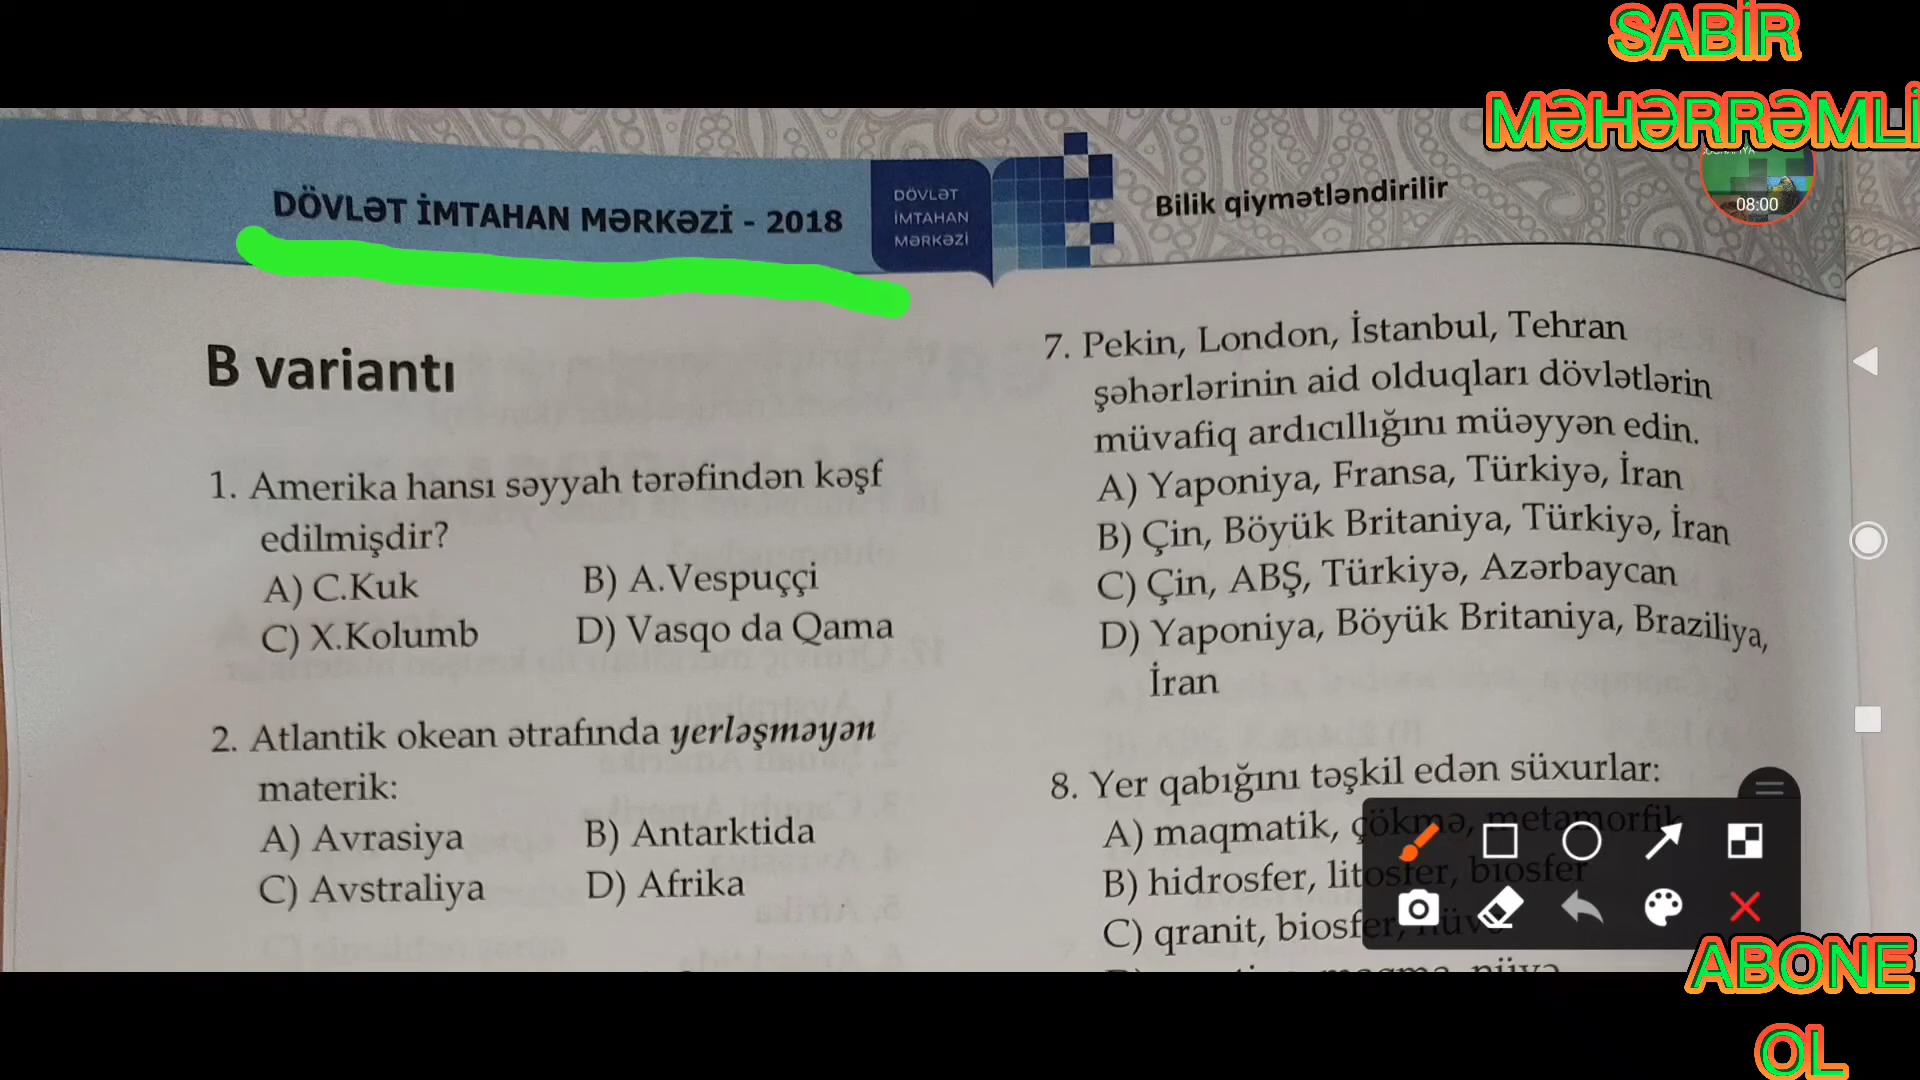 SABİR
MƏHƏRRƏMLİ
DÖVLƏT İMTAHAN MƏRKƏZİ - 2018
DÖVLƏT
İMTAHAN
MƏRKƏZİ
Bilik qiymətləndirilir
08:00
B variantı
1. Amerika hansı səyyah tərəfindən kəşf
edilmişdir?
A) C.Kuk B) A.Vespuççi
C) X.Kolumb D) Vasqo da Qama
2. Atlantik okean ətrafında yerləşməyən
materik:
A) Avrasiya B) Antarktida
C) Avstraliya D) Afrika
7. Pekin, London, İstanbul, Tehran
şəhərlərinin aid olduqları dövlətlərin
müvafiq ardıcıllığını müəyyən edin.
A) Yaponiya, Fransa, Türkiyə, İran
B) Çin, Böyük Britaniya, Türkiyə, İran
C) Çin, ABŞ, Türkiyə, Azərbaycan
D) Yaponiya, Böyük Britaniya, Braziliya,
İran
8. Yer qabığını təşkil edən süxurlar:
A) maqmatik, çökmə, metamorfik
B) hidrosfer, litosfer, biosfer
C) qranit, biosfer,
ABONE
OL